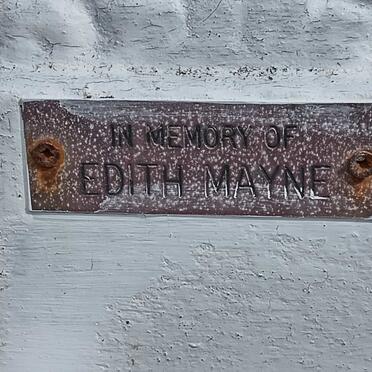 IN MEMORY OF
EDITH MAYNE